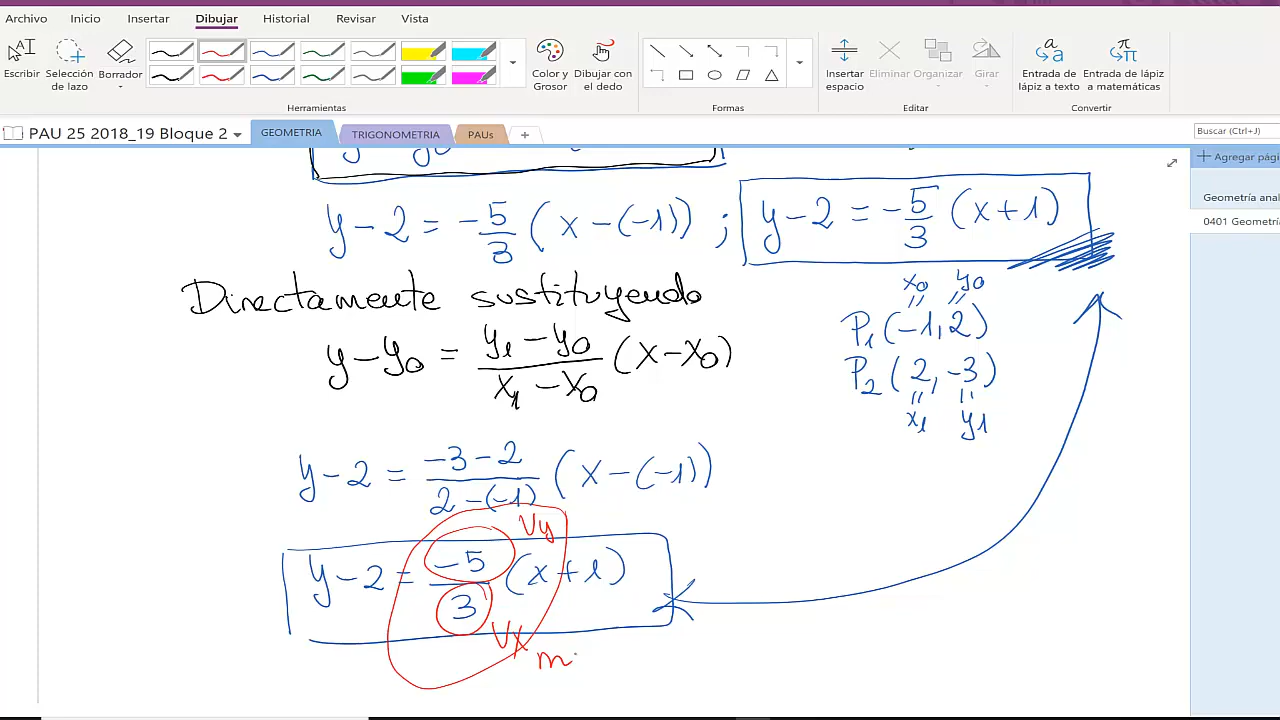 Archivo Inicio Insertar Dibujar Historial Revisar Vista
Escribir Selección de lazo Borrador Color y Grosor Dibujar con el dedo Insertar espacio Eliminar Organizar Girar Entrada de lápiz a texto Entrada de lápiz a matemáticas
Herramientas Formas Editar Convertir
PAU 25 2018_19 Bloque 2 GEOMETRIA TRIGONOMETRIA PAUs + Buscar (Ctrl+J)
+ Agregar pági
Geometría anal
0401 Geometrí
y-2 = -5/3 (x-(-1)) ; y-2 = -5/3 (x+1)
Directamente sustituyendo
x0 y0
" "
P1(-1,2)
y-y0 = (y1-y0)/(x1-x0) (x-x0)
P2(2,-3)
" "
x1 y1
y-2 = (-3-2)/(2-(-1)) (x-(-1))
Vy
y-2 = -5/3 (x+1)
Vx
m